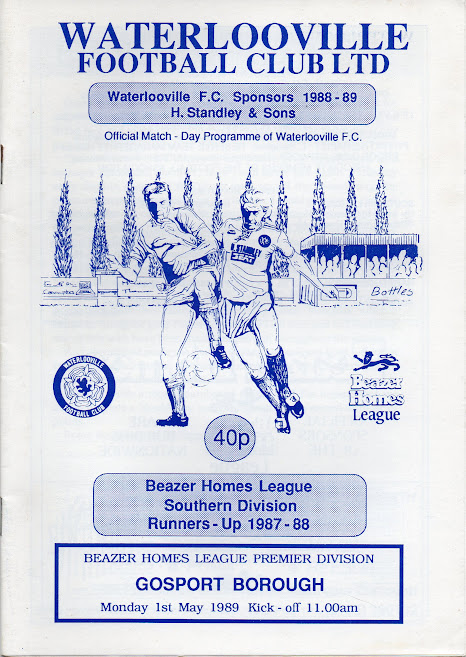 WATERLOOVILLE
FOOTBALL CLUB LTD
Waterlooville F.C. Sponsors 1988-89
H. Standley & Sons
Official Match - Day Programme of Waterlooville F.C.
H. STANDLEY
Bottles
WATERLOOVILLE
FOOTBALL CLUB
Beazer
Homes
League
40p
Beazer Homes League
Southern Division
Runners-Up 1987-88
BEAZER HOMES LEAGUE PREMIER DIVISION
GOSPORT BOROUGH
Monday 1st May 1989 Kick - off 11.00am